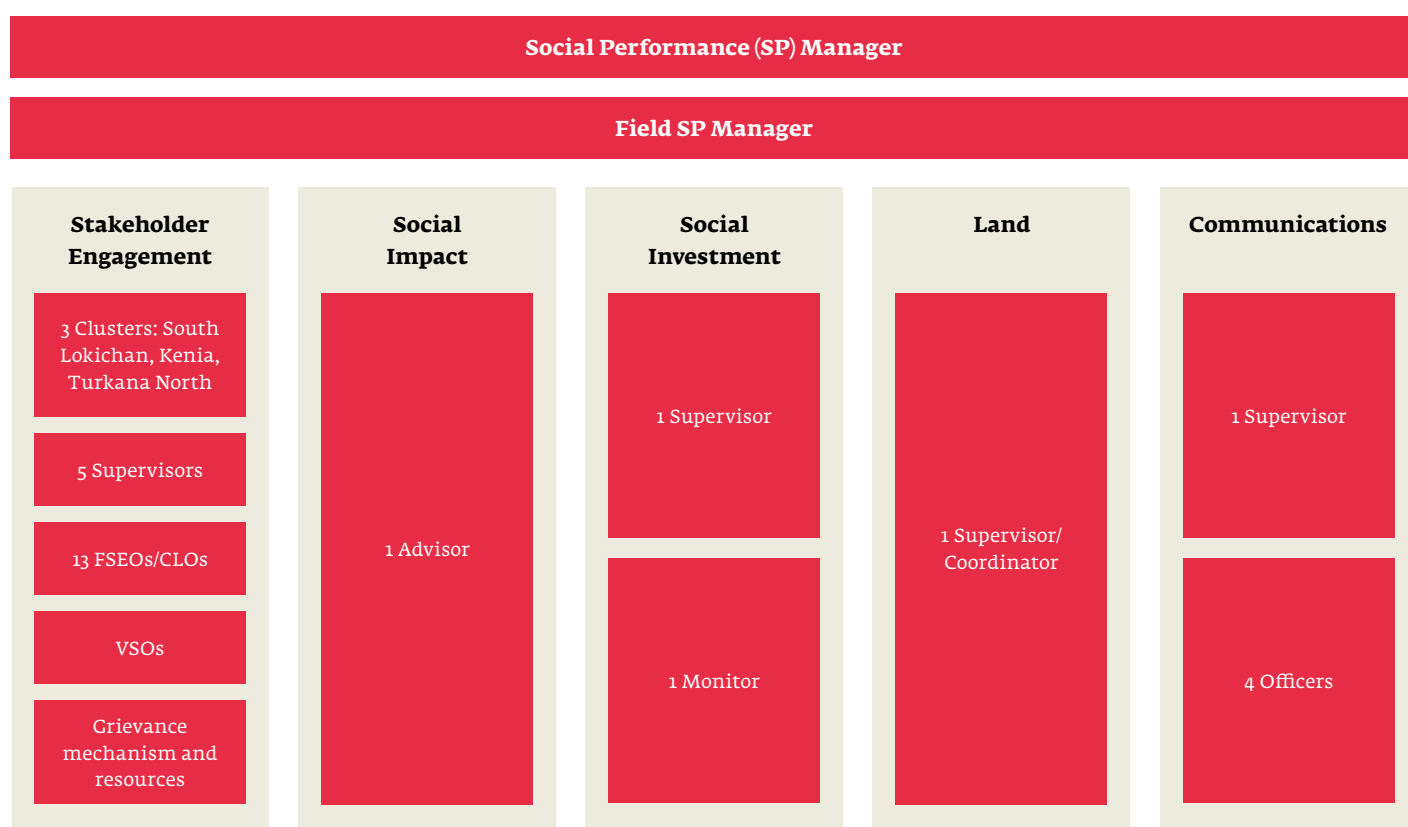 Social Performance (SP) Manager
Field SP Manager
Stakeholder
Engagement
3 Clusters: South
Lokichan, Kenia,
Turkana North
5 Supervisors
13 FSEOs/CLOs
VSOs
Grievance
mechanism and
resources
Social
Impact
1 Advisor
Social
Investment
1 Supervisor
1 Monitor
Land
1 Supervisor/
Coordinator
Communications
1 Supervisor
4 Officers